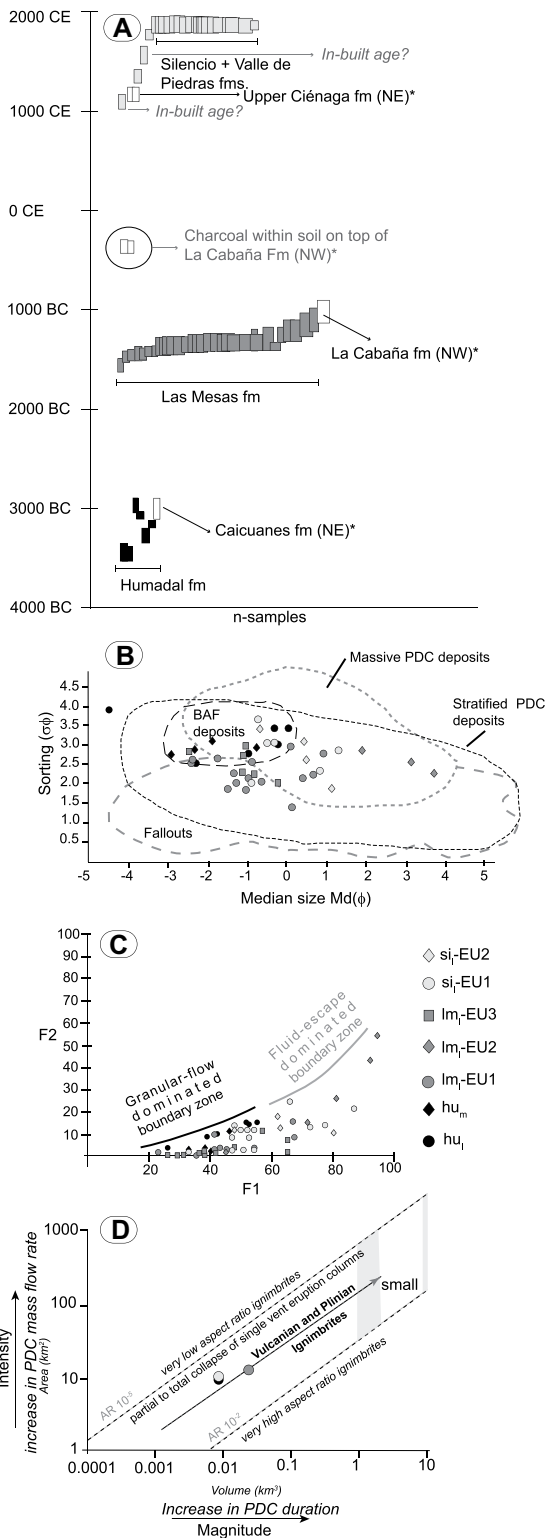 A
2000 CE
In-built age?
Silencio + Valle de
Piedras fms.
Upper Ciénaga fm (NE)*
1000 CE
In-built age?
0 CE
Charcoal within soil on top of
La Cabaña Fm (NW)*
1000 BC
La Cabaña fm (NW)*
Las Mesas fm
2000 BC
3000 BC
Caicuanes fm (NE)*
Humadal fm
4000 BC
n-samples
B
Massive PDC deposits
Stratified PDC
deposits
BAF
deposits
Fallouts
Sorting (σϕ)
4.5
4.0
3.5
3.0
2.5
2.0
1.5
1.0
0.5
-5 -4 -3 -2 -1 0 1 2 3 4 5
Median size Md(ϕ)
C
100
90
80
70
60
50
40
30
20
10
F2
Granular-flow
dominated
boundary zone
Fluid-escape
dominated
boundary zone
20 40 60 80 100
F1
si_l-EU2
si_l-EU1
lm_l-EU3
lm_l-EU2
lm_l-EU1
hu_m
hu_l
D
1000
100
10
1
Intensity
increase in PDC mass flow rate
Area (km²)
very low aspect ratio ignimbrites
partial to total collapse of single vent eruption columns
Vulcanian and Plinian
Ignimbrites
small
AR 10⁻⁵
AR 10⁻²
very high aspect ratio ignimbrites
0.0001 0.001 0.01 0.1 1 10
Volume (km³)
Increase in PDC duration
Magnitude